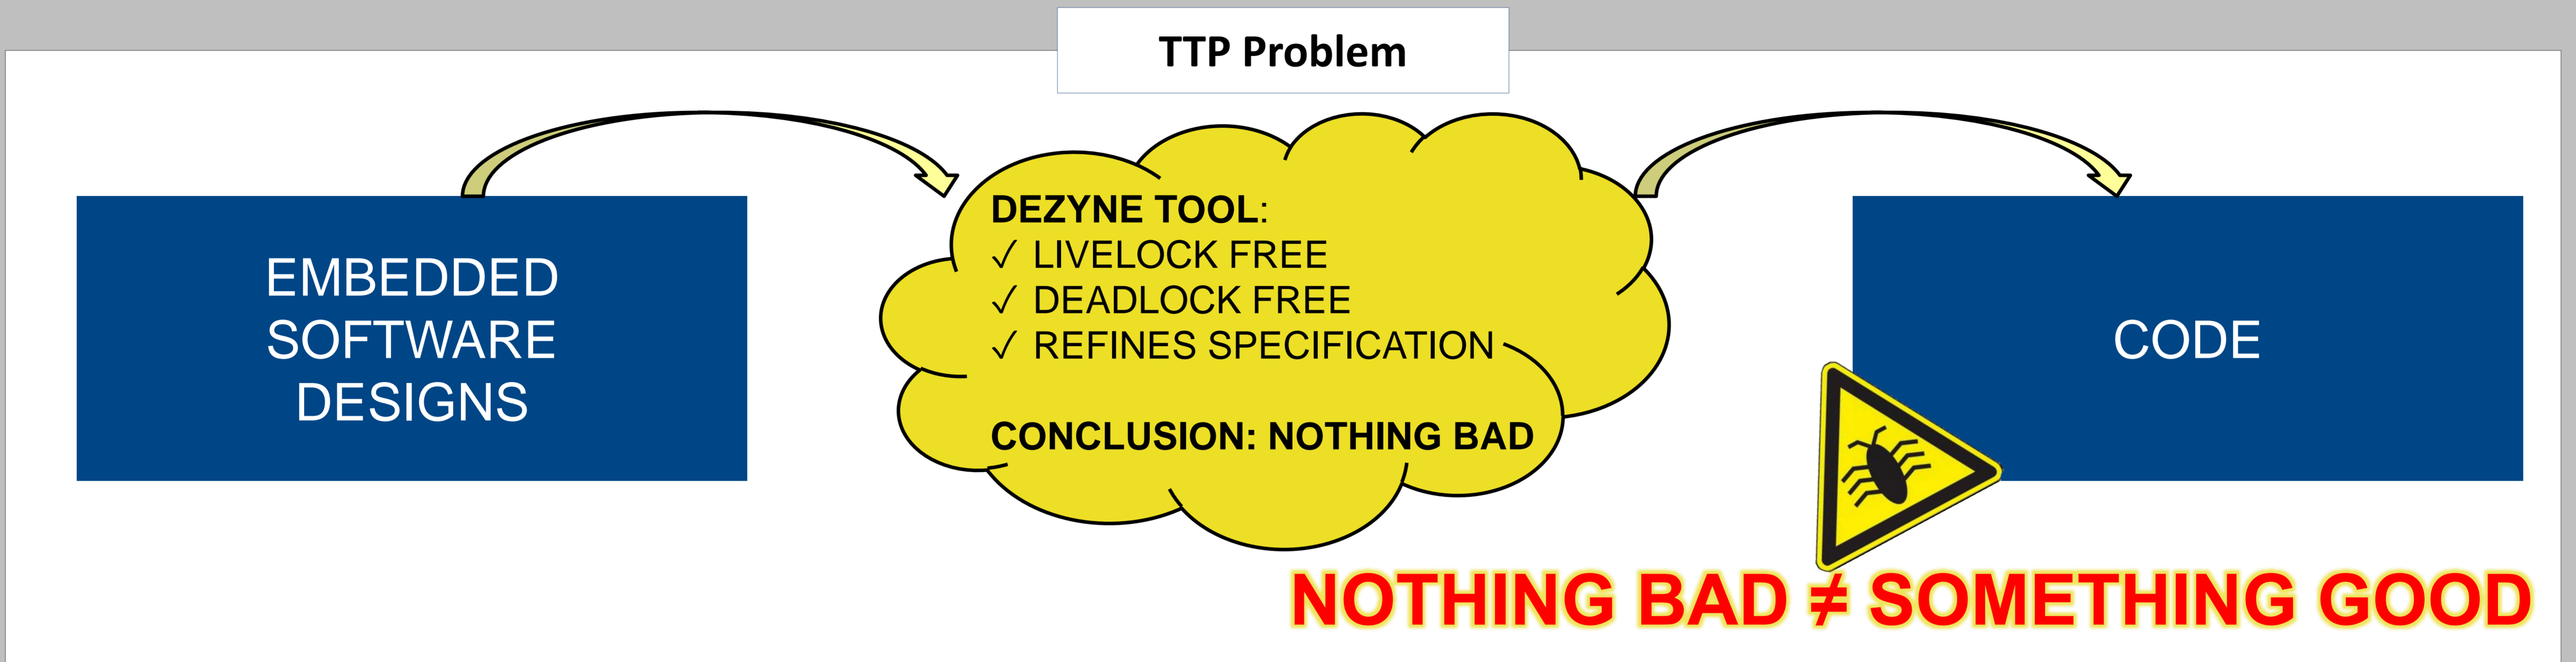 TTP Problem
EMBEDDED
SOFTWARE
DESIGNS
DEZYNE TOOL:
✓ LIVELOCK FREE
✓ DEADLOCK FREE
✓ REFINES SPECIFICATION
CONCLUSION: NOTHING BAD
CODE
NOTHING BAD ≠ SOMETHING GOOD